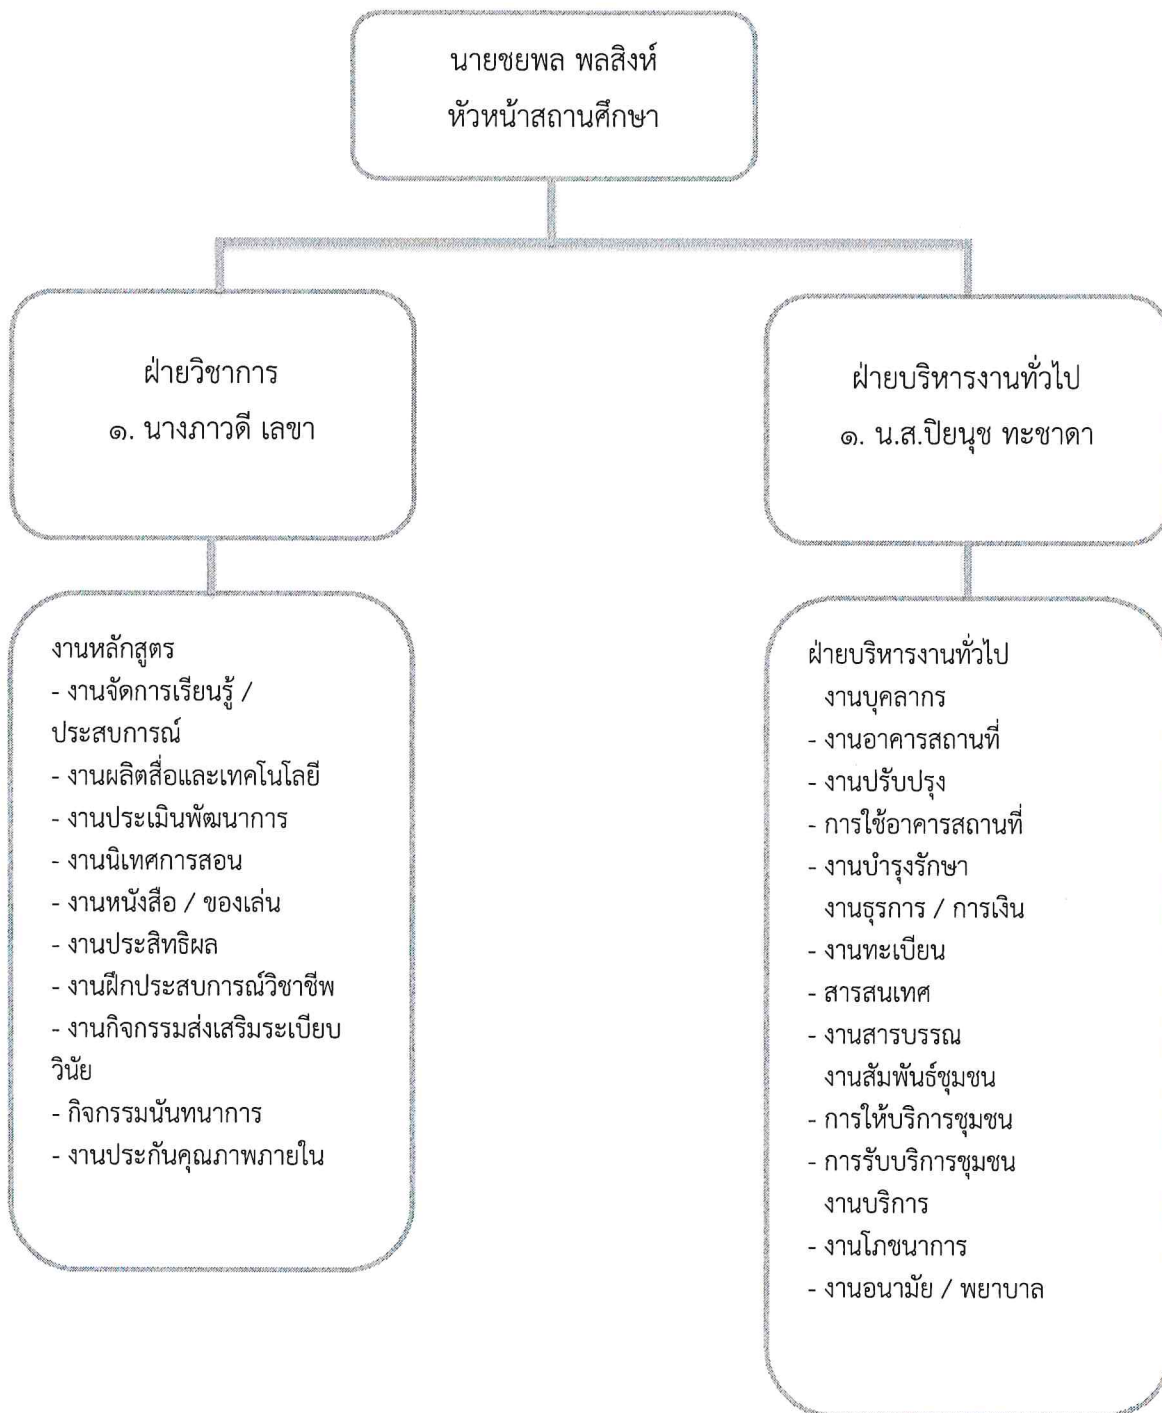 นายชยพล พลสิงห์
หัวหน้าสถานศึกษา
ฝ่ายวิชาการ
๑. นางภาวดี เลขา
ฝ่ายบริหารงานทั่วไป
๑. น.ส.ปิยนุช ทะชาดา
งานหลักสูตร
- งานจัดการเรียนรู้ /
ประสบการณ์
- งานผลิตสื่อและเทคโนโลยี
- งานประเมินพัฒนาการ
- งานนิเทศการสอน
- งานหนังสือ / ของเล่น
- งานประสิทธิผล
- งานฝึกประสบการณ์วิชาชีพ
- งานกิจกรรมส่งเสริมระเบียบ
วินัย
- กิจกรรมนันทนาการ
- งานประกันคุณภาพภายใน
ฝ่ายบริหารงานทั่วไป
งานบุคลากร
- งานอาคารสถานที่
- งานปรับปรุง
- การใช้อาคารสถานที่
- งานบำรุงรักษา
งานธุรการ / การเงิน
- งานทะเบียน
- สารสนเทศ
- งานสารบรรณ
งานสัมพันธ์ชุมชน
- การให้บริการชุมชน
- การรับบริการชุมชน
งานบริการ
- งานโภชนาการ
- งานอนามัย / พยาบาล